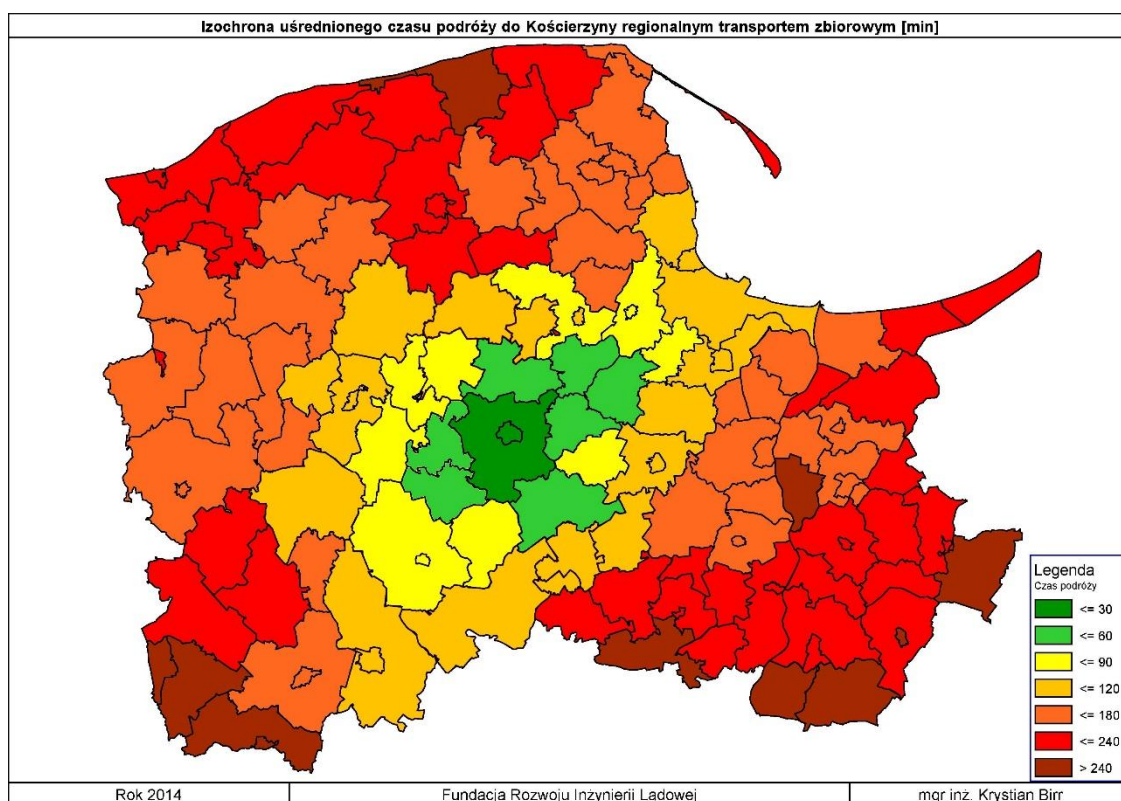 Izochrona uśrednionego czasu podróży do Kościerzyny regionalnym transportem zbiorowym [min]
Legenda
Czas podróży
<= 30
<= 60
<= 90
<= 120
<= 180
<= 240
> 240
Rok 2014
Fundacja Rozwoju Inżynierii Lądowej
mgr inż. Krystian Birr